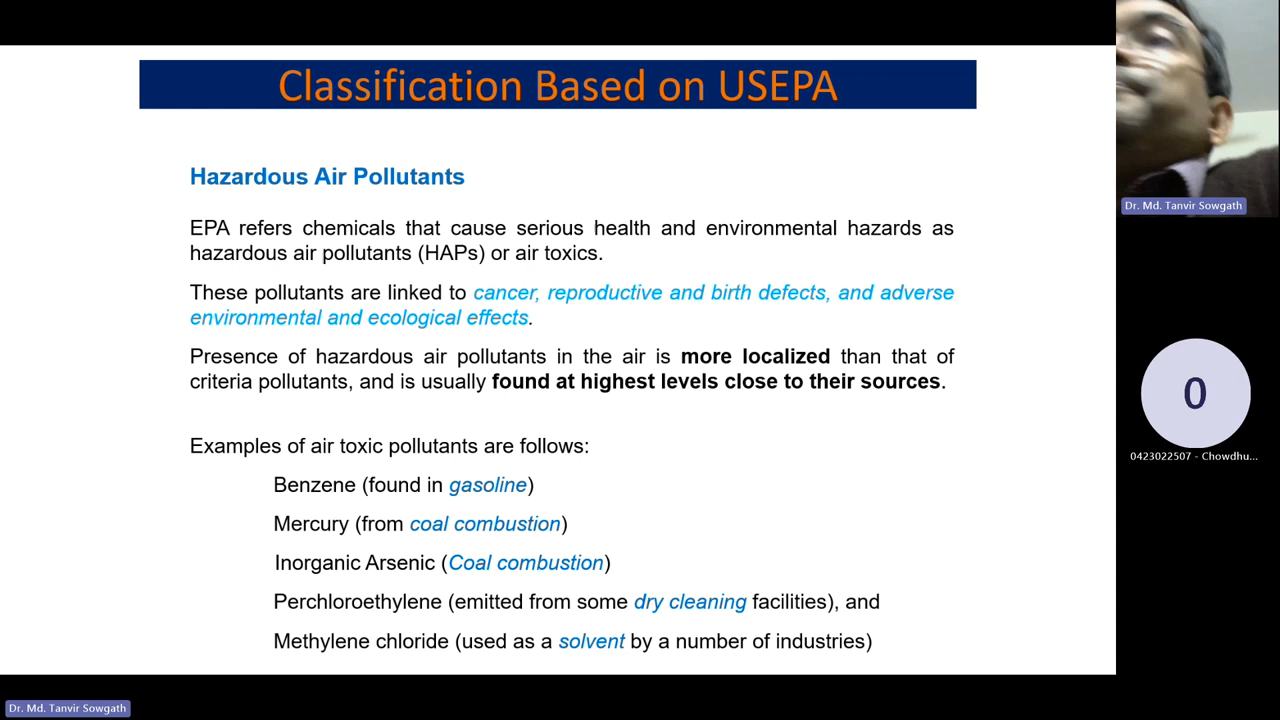 Classification Based on USEPA
Hazardous Air Pollutants
EPA refers chemicals that cause serious health and environmental hazards as
hazardous air pollutants (HAPs) or air toxics.
These pollutants are linked to cancer, reproductive and birth defects, and adverse
environmental and ecological effects.
Presence of hazardous air pollutants in the air is more localized than that of
criteria pollutants, and is usually found at highest levels close to their sources.
Examples of air toxic pollutants are follows:
Benzene (found in gasoline)
Mercury (from coal combustion)
Inorganic Arsenic (Coal combustion)
Perchloroethylene (emitted from some dry cleaning facilities), and
Methylene chloride (used as a solvent by a number of industries)
Dr. Md. Tanvir Sowgath
0
0423022507 - Chowdhu...
Dr. Md. Tanvir Sowgath